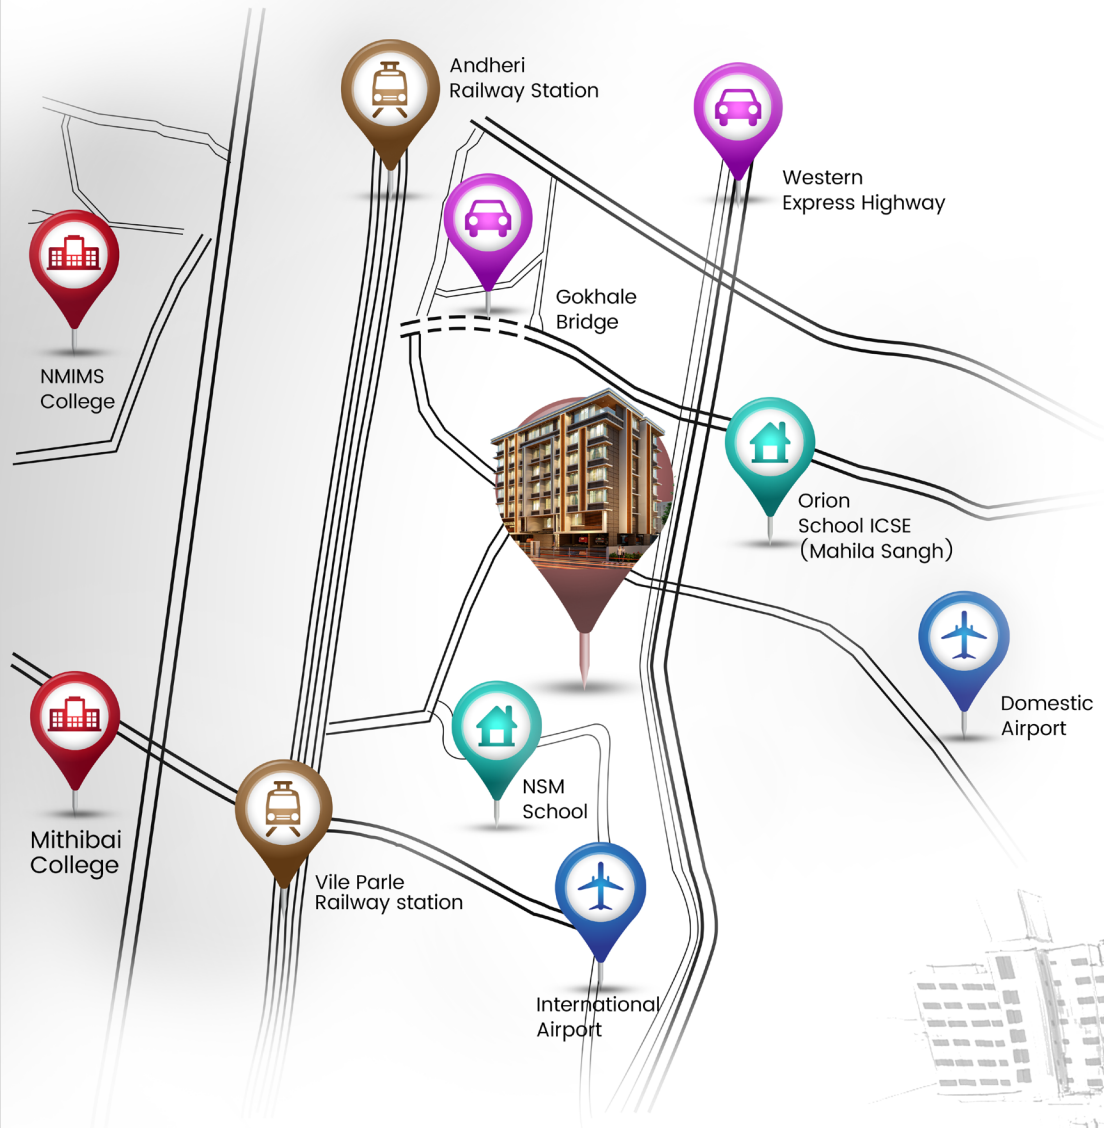 Andheri
Railway Station
Western
Express Highway
Gokhale
Bridge
NMIMS
College
Orion
School ICSE
(Mahila Sangh)
Domestic
Airport
NSM
School
Mithibai
College
Vile Parle
Railway station
International
Airport